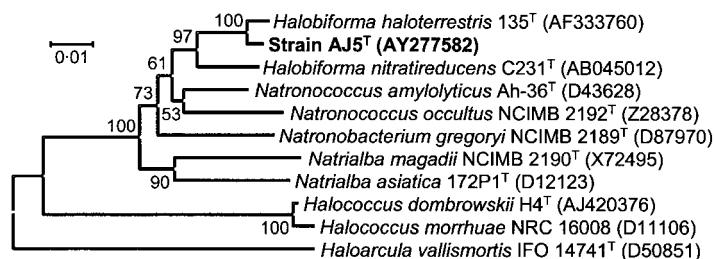 100
Halobiforma haloterrestris 135T (AF333760)
97
Strain AJ5T (AY277582)
0·01
61
Halobiforma nitratireducens C231T (AB045012)
Natronococcus amylolyticus Ah-36T (D43628)
73
53
Natronococcus occultus NCIMB 2192T (Z28378)
100
Natronobacterium gregoryi NCIMB 2189T (D87970)
Natrialba magadii NCIMB 2190T (X72495)
90
Natrialba asiatica 172P1T (D12123)
Halococcus dombrowskii H4T (AJ420376)
100
Halococcus morrhuae NRC 16008 (D11106)
Haloarcula vallismortis IFO 14741T (D50851)